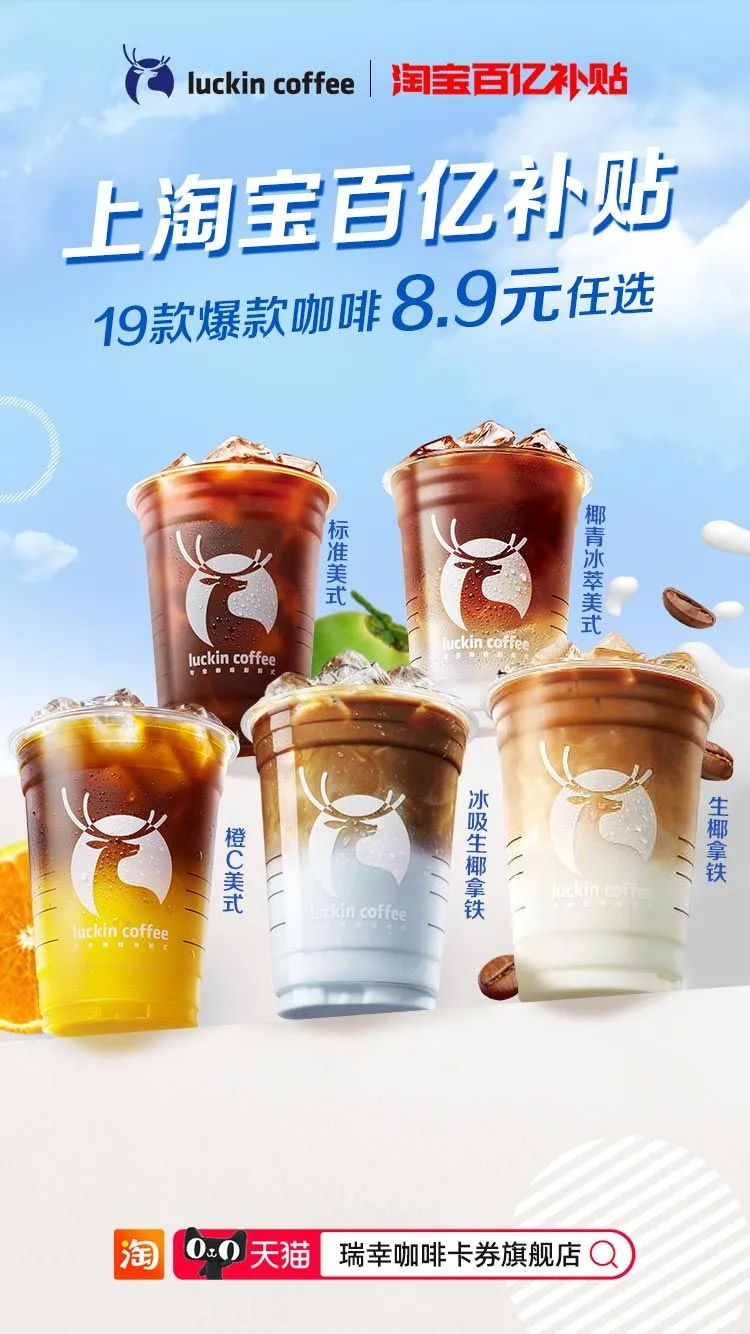 luckin coffee | 淘宝百亿补贴
上淘宝百亿补贴
19款爆款咖啡 8.9元任选
标准美式
椰青冰萃美式
luckin coffee
luckin coffee
橙C美式
冰吸生椰拿铁
生椰拿铁
luckin coffee
luckin coffee
luckin coffee
淘 天猫 瑞幸咖啡卡券旗舰店